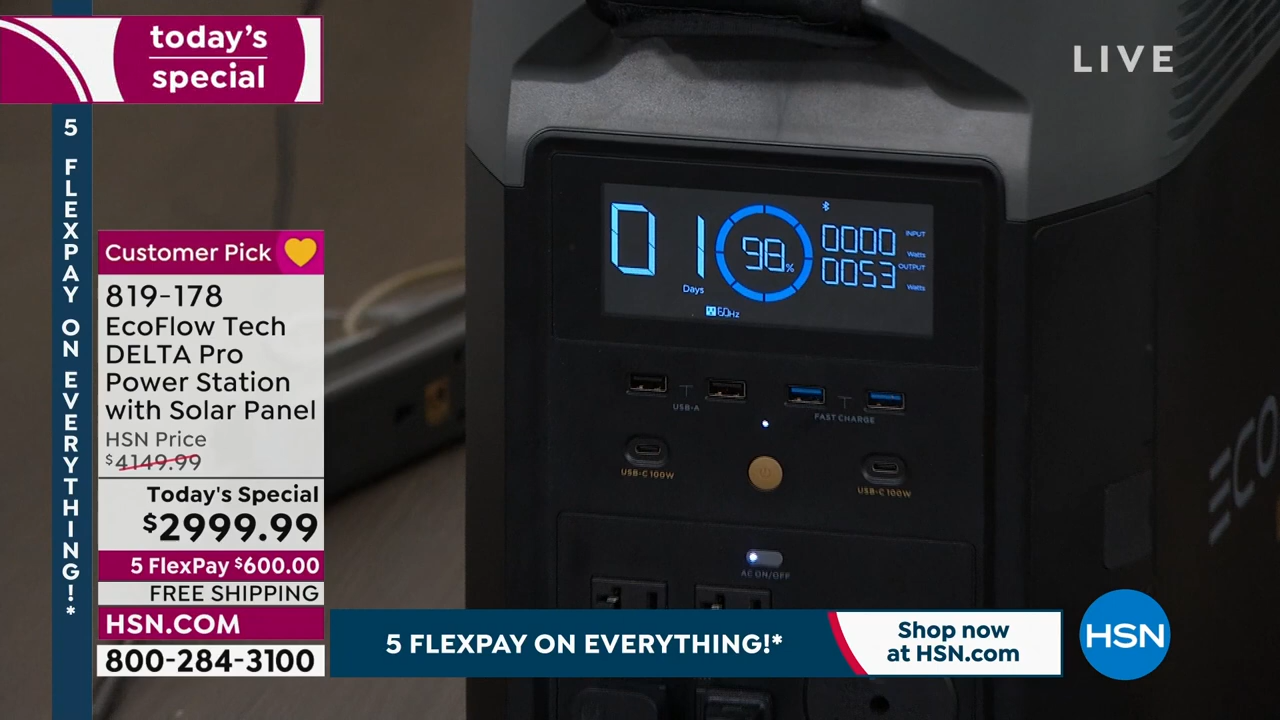 today's
special
LIVE
5 FLEXPAY ON EVERYTHING!*
Customer Pick
819-178
EcoFlow Tech
DELTA Pro
Power Station
with Solar Panel
HSN Price
$4149.99
Today's Special
$2999.99
5 FlexPay $600.00
FREE SHIPPING
HSN.COM
800-284-3100
01
Days
98%
0000
INPUT
Watts
0053
OUTPUT
Watts
60Hz
USB-A
FAST CHARGE
USB-C 100W
USB-C 100W
AC ON/OFF
ECO
5 FLEXPAY ON EVERYTHING!*
Shop now
at HSN.com
HSN